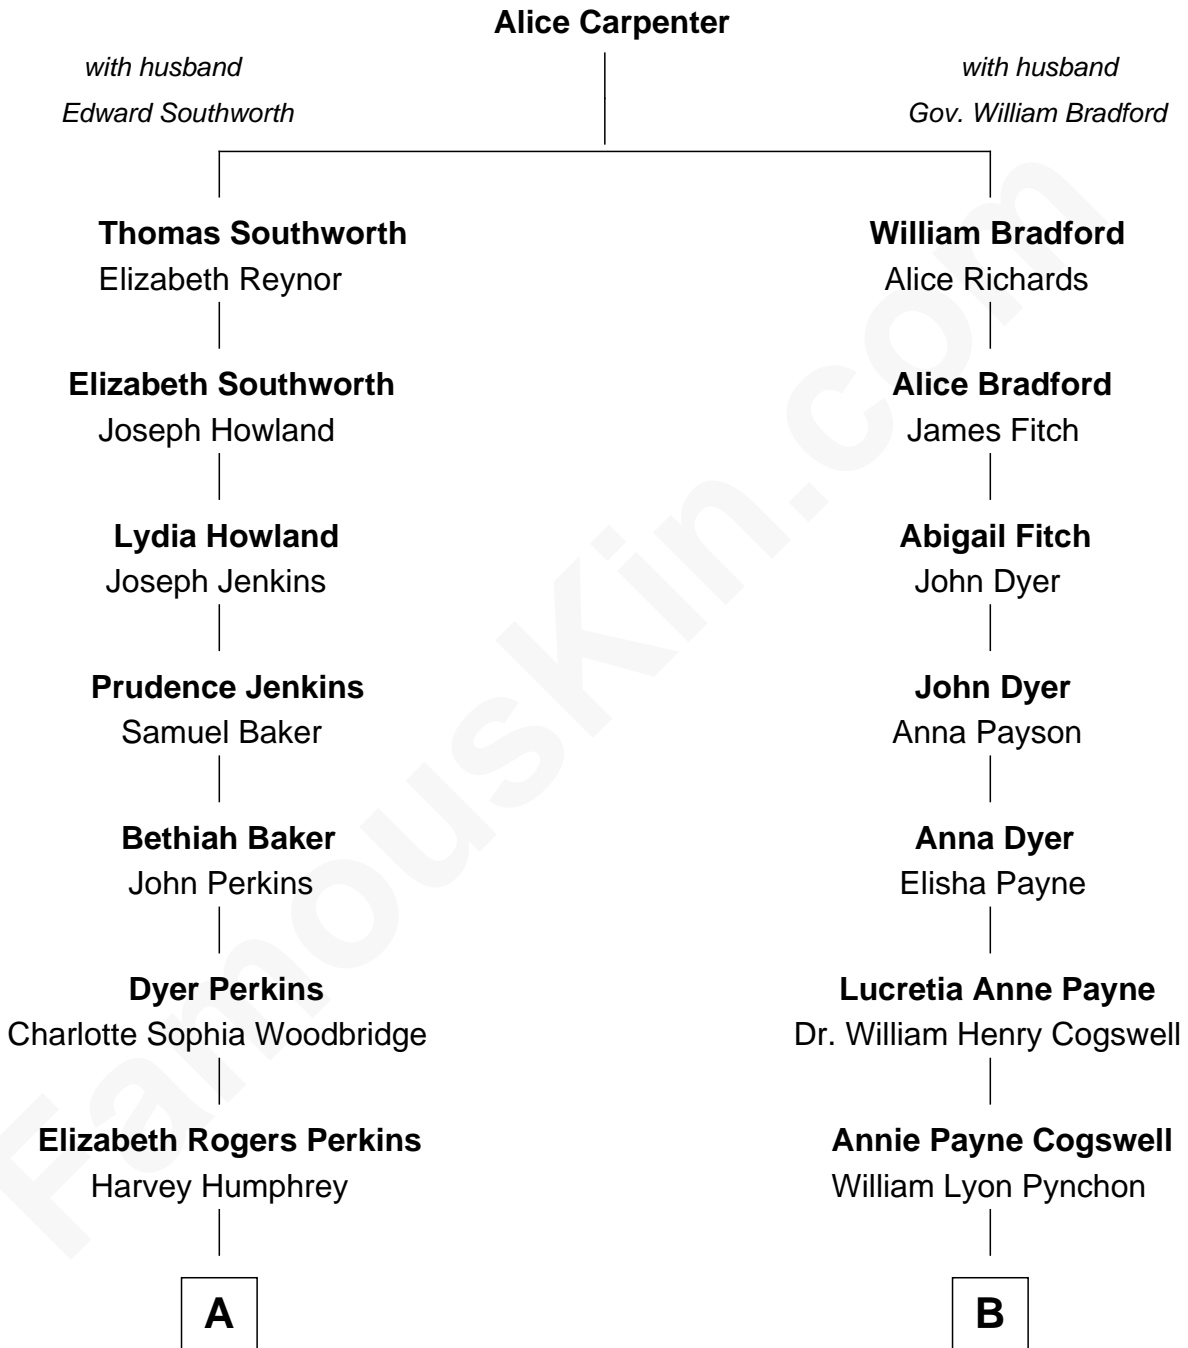 Alice Carpenter
with husband
Edward Southworth
with husband
Gov. William Bradford
Thomas Southworth
Elizabeth Reynor
William Bradford
Alice Richards
Elizabeth Southworth
Joseph Howland
Alice Bradford
James Fitch
Lydia Howland
Joseph Jenkins
Abigail Fitch
John Dyer
Prudence Jenkins
Samuel Baker
John Dyer
Anna Payson
Bethiah Baker
John Perkins
Anna Dyer
Elisha Payne
Dyer Perkins
Charlotte Sophia Woodbridge
Lucretia Anne Payne
Dr. William Henry Cogswell
Elizabeth Rogers Perkins
Harvey Humphrey
Annie Payne Cogswell
William Lyon Pynchon
A
B
FamousKin.com